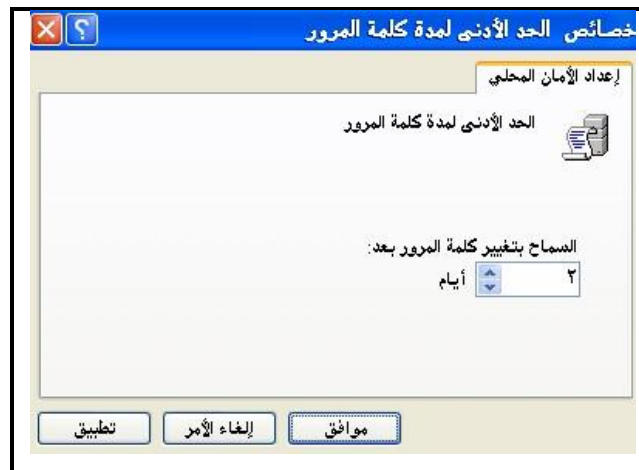 خصائص الحد الأدنى لمدة كلمة المرور
إعداد الأمان المحلي
الحد الأدنى لمدة كلمة المرور
السماح بتغيير كلمة المرور بعد:
٢ أيام
موافق إلغاء الأمر تطبيق